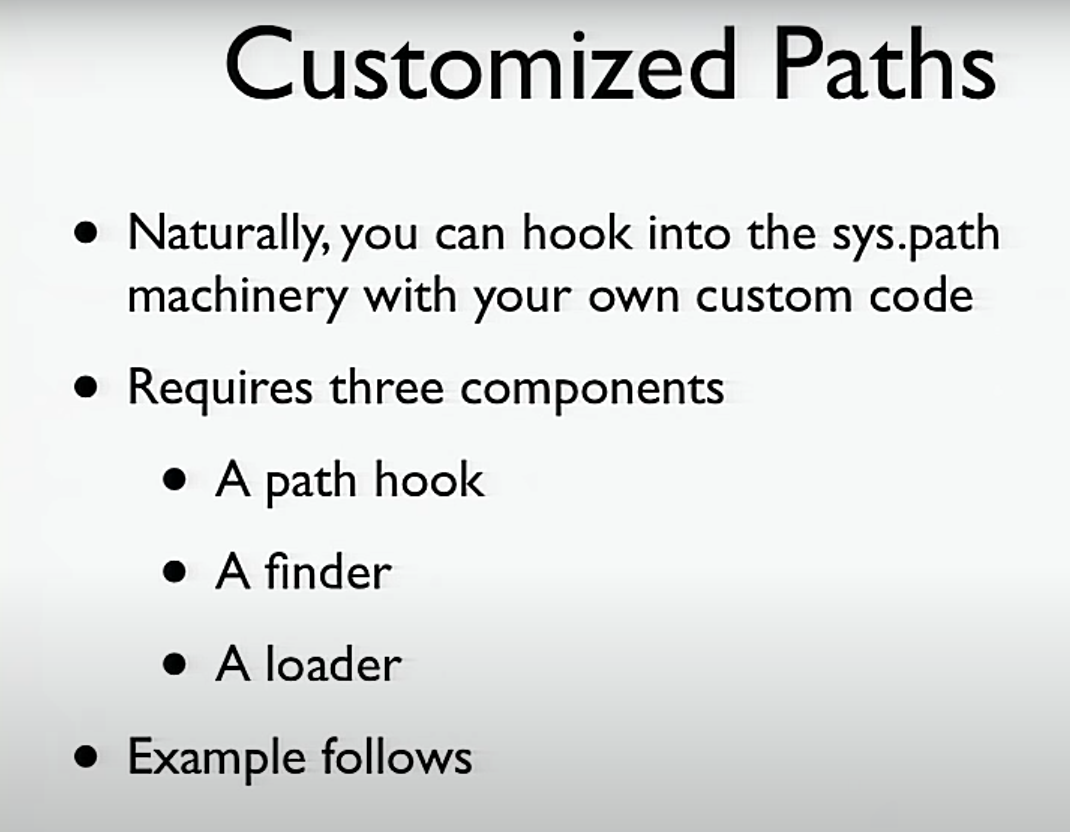 Customized Paths
• Naturally, you can hook into the sys.path
machinery with your own custom code
• Requires three components
• A path hook
• A finder
• A loader
• Example follows